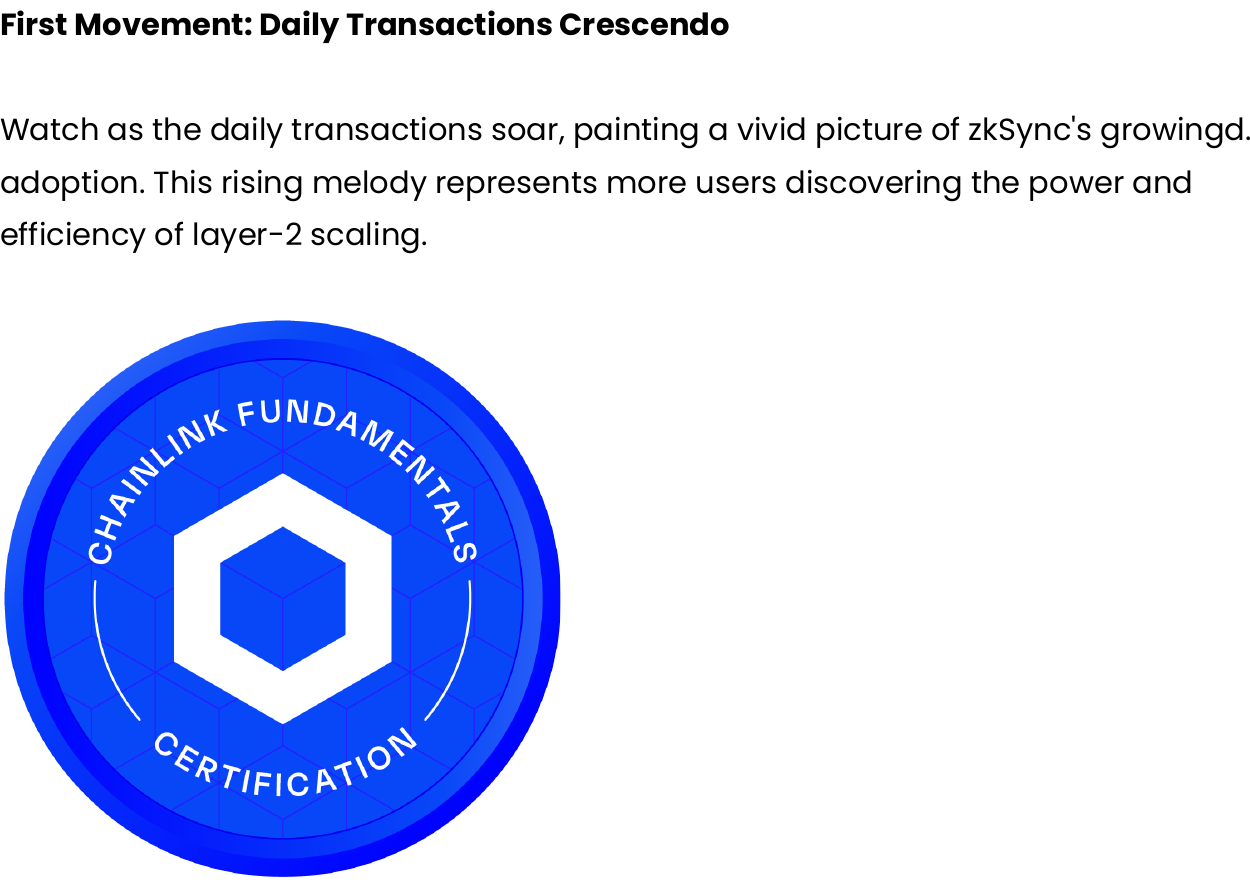 First Movement: Daily Transactions Crescendo
Watch as the daily transactions soar, painting a vivid picture of zkSync's growingd.
adoption. This rising melody represents more users discovering the power and
efficiency of layer-2 scaling.
CHAINLINK FUNDAMENTALS
CERTIFICATION